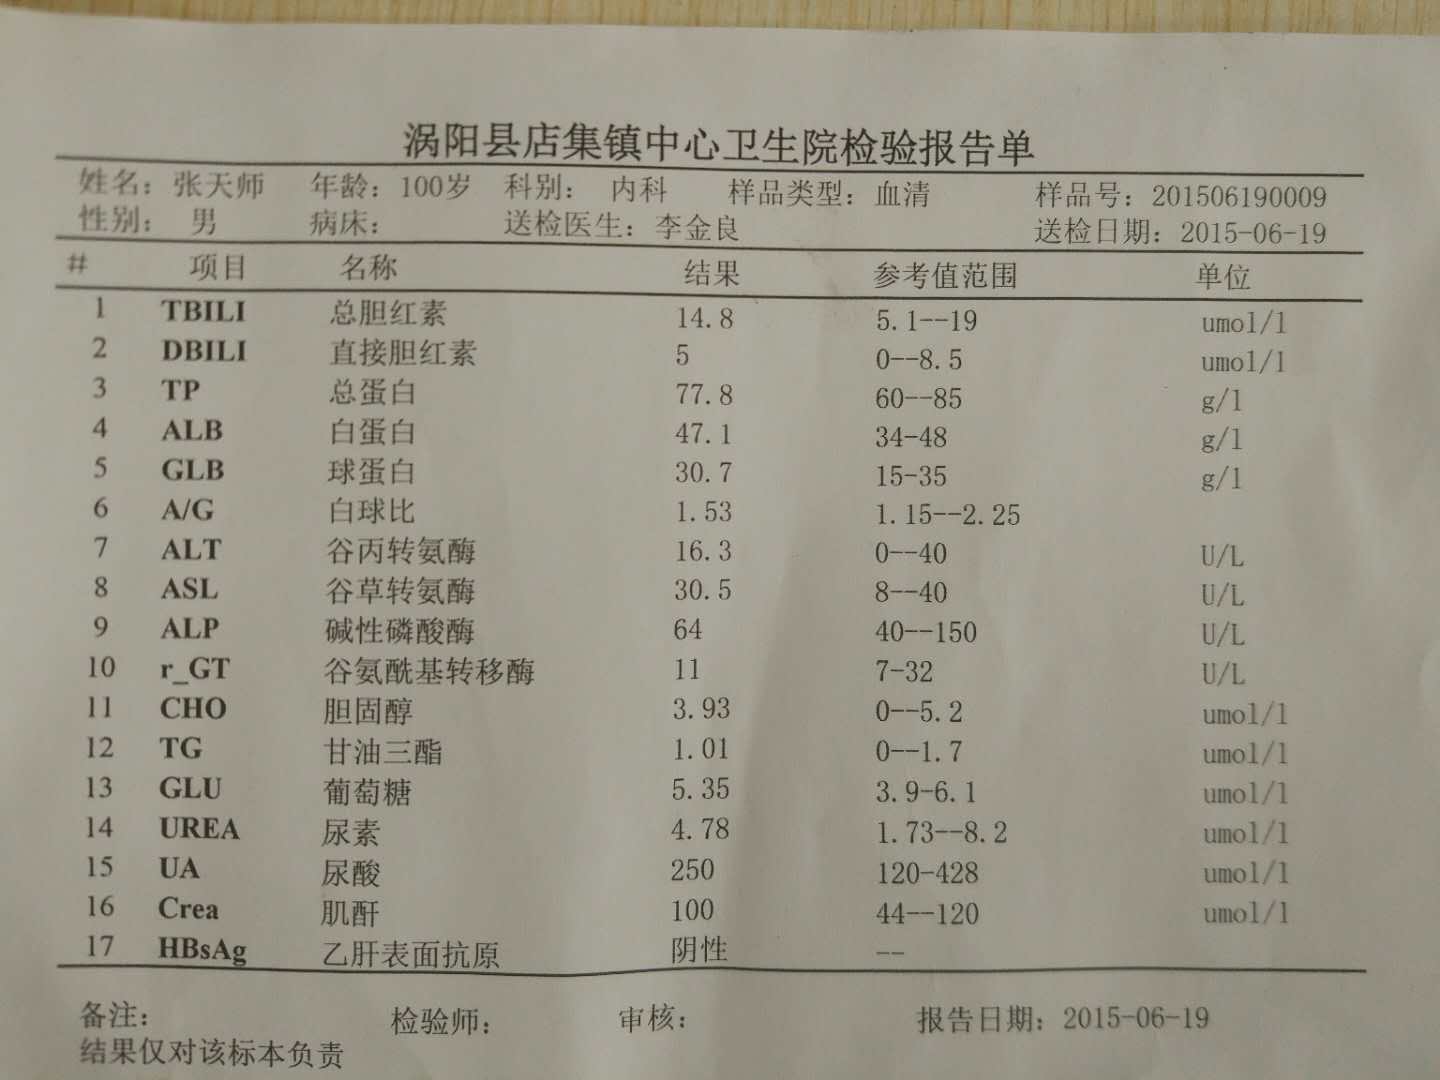 涡阳县店集镇中心卫生院检验报告单
姓名：张天师 年龄：100岁 科别： 内科 样品类型：血清 样品号：201506190009
性别： 男 病床： 送检医生：李金良 送检日期：2015-06-19
# 项目 名称 结果 参考值范围 单位
1 TBILI 总胆红素 14.8 5.1--19 umol/l
2 DBILI 直接胆红素 5 0--8.5 umol/l
3 TP 总蛋白 77.8 60--85 g/l
4 ALB 白蛋白 47.1 34-48 g/l
5 GLB 球蛋白 30.7 15-35 g/l
6 A/G 白球比 1.53 1.15--2.25
7 ALT 谷丙转氨酶 16.3 0--40 U/L
8 ASL 谷草转氨酶 30.5 8--40 U/L
9 ALP 碱性磷酸酶 64 40--150 U/L
10 r_GT 谷氨酰基转移酶 11 7-32 U/L
11 CHO 胆固醇 3.93 0--5.2 umol/l
12 TG 甘油三酯 1.01 0--1.7 umol/l
13 GLU 葡萄糖 5.35 3.9-6.1 umol/l
14 UREA 尿素 4.78 1.73--8.2 umol/l
15 UA 尿酸 250 120-428 umol/l
16 Crea 肌酐 100 44--120 umol/l
17 HBsAg 乙肝表面抗原 阴性 --
备注： 检验师： 审核： 报告日期：2015-06-19
结果仅对该标本负责